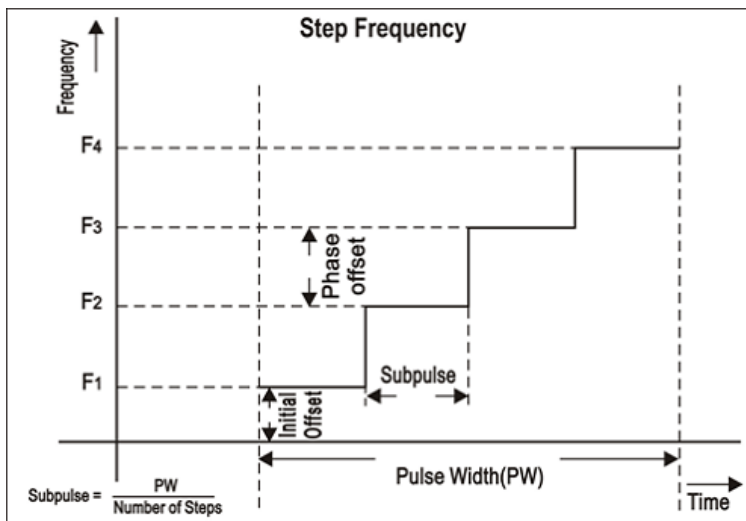 Step Frequency
Frequency
F4
F3
Phase
offset
F2
Subpulse
F1
Initial
Offset
Pulse Width(PW)
Time
Subpulse = PW
Number of Steps